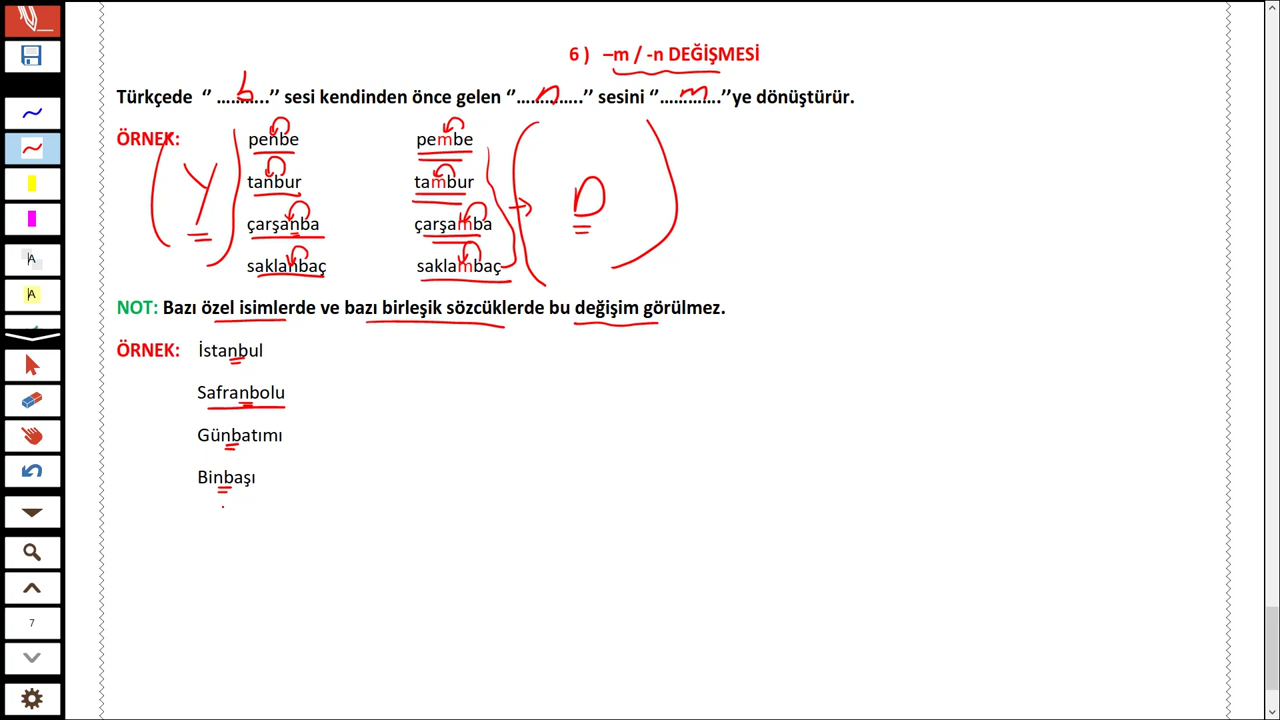 6 ) –m / -n DEĞİŞMESİ
Türkçede ‘’ ...b...’’ sesi kendinden önce gelen ‘’...n...’’ sesini ‘’...m...’’ye dönüştürür.
ÖRNEK: penbe pembe
tanbur tambur
Y D
çarşanba çarşamba
saklanbaç saklambaç
NOT: Bazı özel isimlerde ve bazı birleşik sözcüklerde bu değişim görülmez.
ÖRNEK: İstanbul
Safranbolu
Günbatımı
Binbaşı
A
A
7